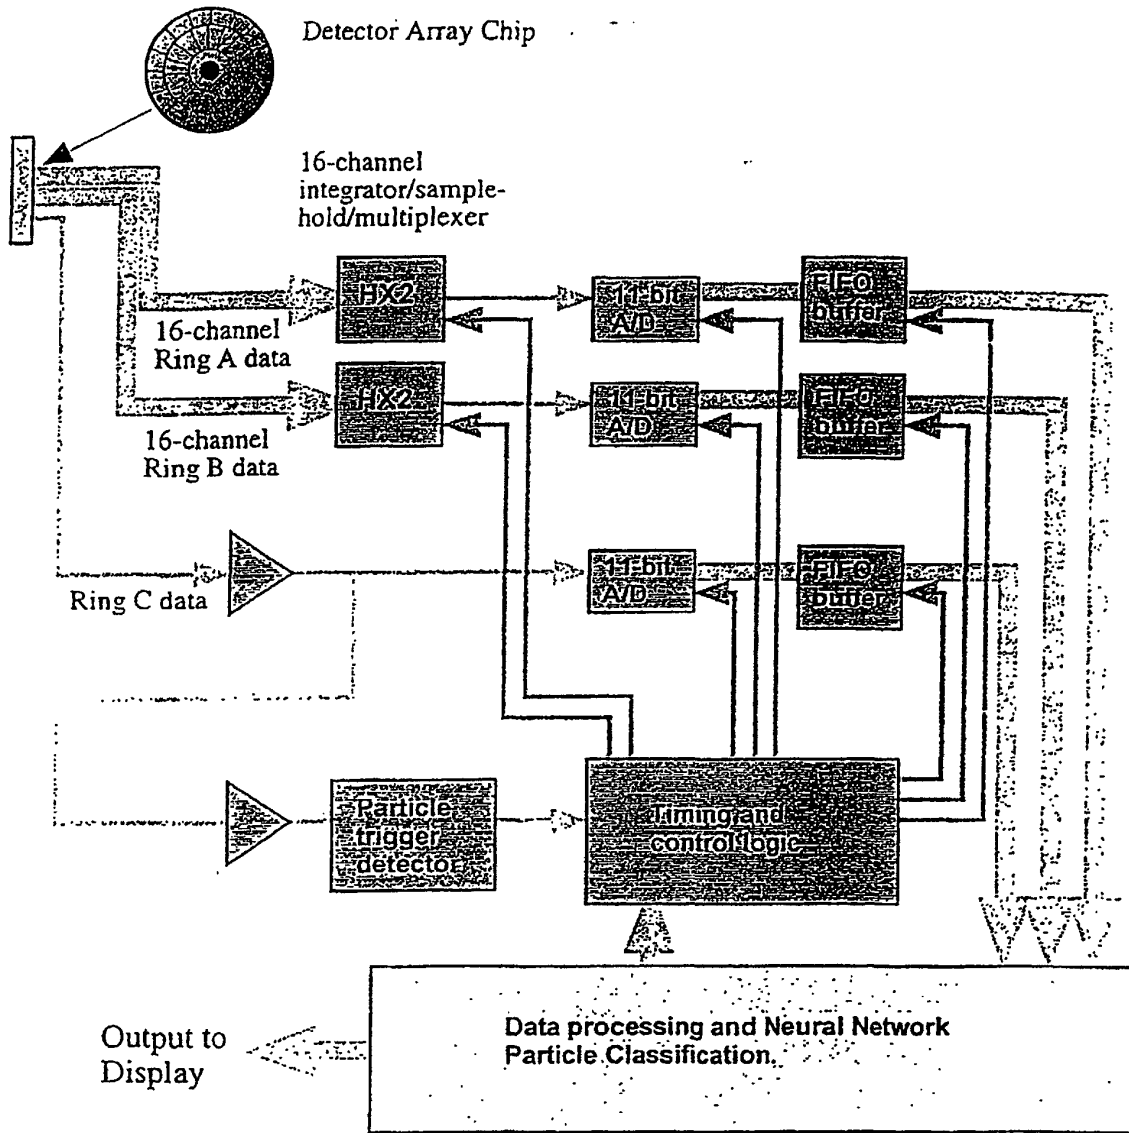 Detector Array Chip
16-channel
integrator/sample-
hold/multiplexer
HX2
11-bit
A/D
FIFO
buffer
16-channel
Ring A data
HX2
11-bit
A/D
FIFO
buffer
16-channel
Ring B data
11-bit
A/D
FIFO
buffer
Ring C data
Particle
trigger
detector
Timing and
control logic
Data processing and Neural Network
Particle Classification.
Output to
Display